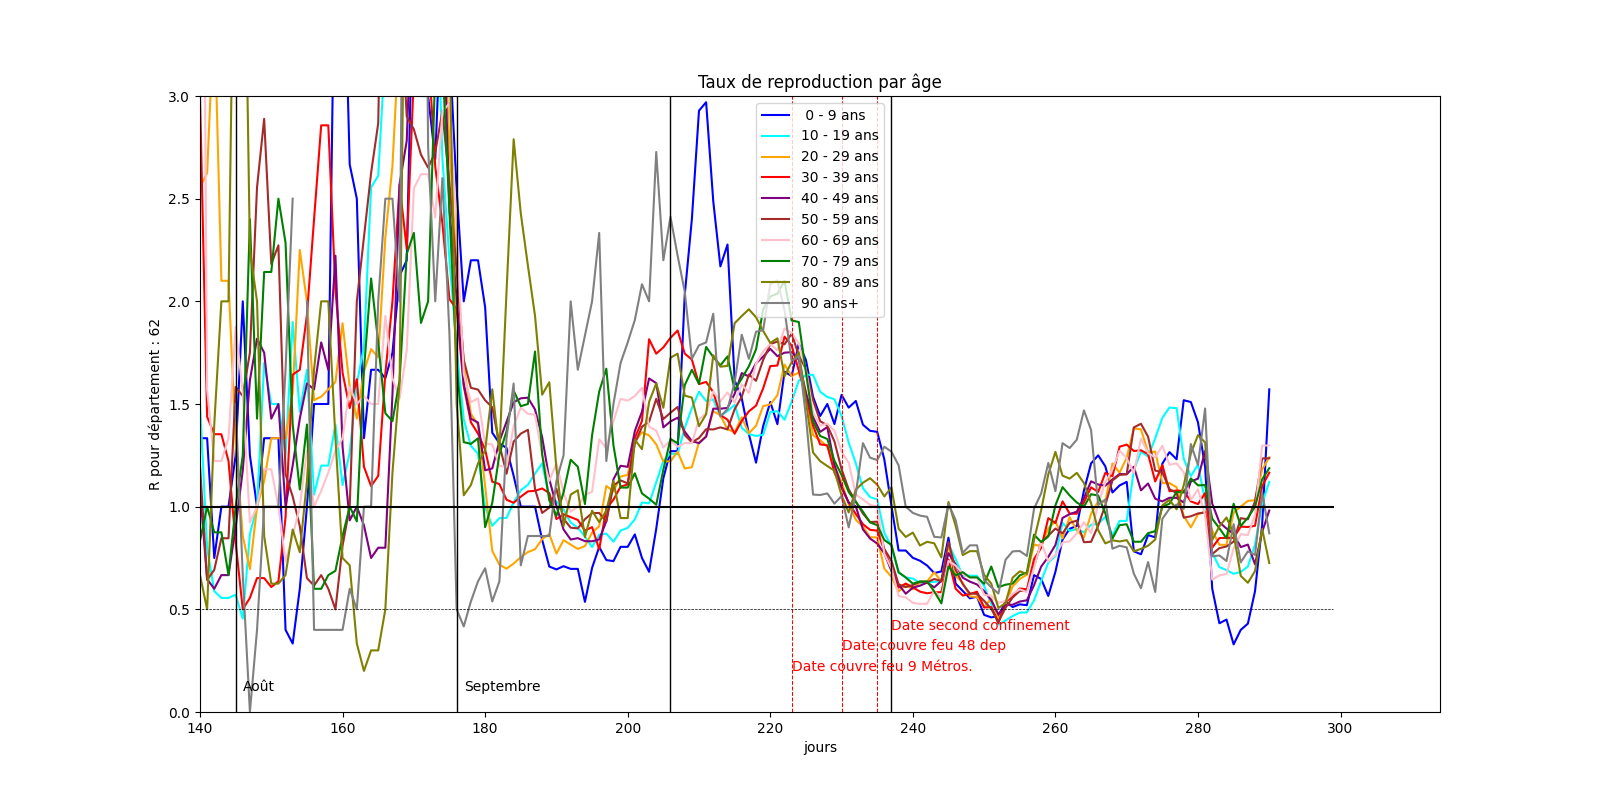 Taux de reproduction par âge
R pour département : 62
3.0
2.5
2.0
1.5
1.0
0.5
0.0
0 - 9 ans
10 - 19 ans
20 - 29 ans
30 - 39 ans
40 - 49 ans
50 - 59 ans
60 - 69 ans
70 - 79 ans
80 - 89 ans
90 ans+
Date second confinement
Date couvre feu 48 dep
Date couvre feu 9 Métros.
Août
Septembre
140
160
180
200
220
240
260
280
300
jours